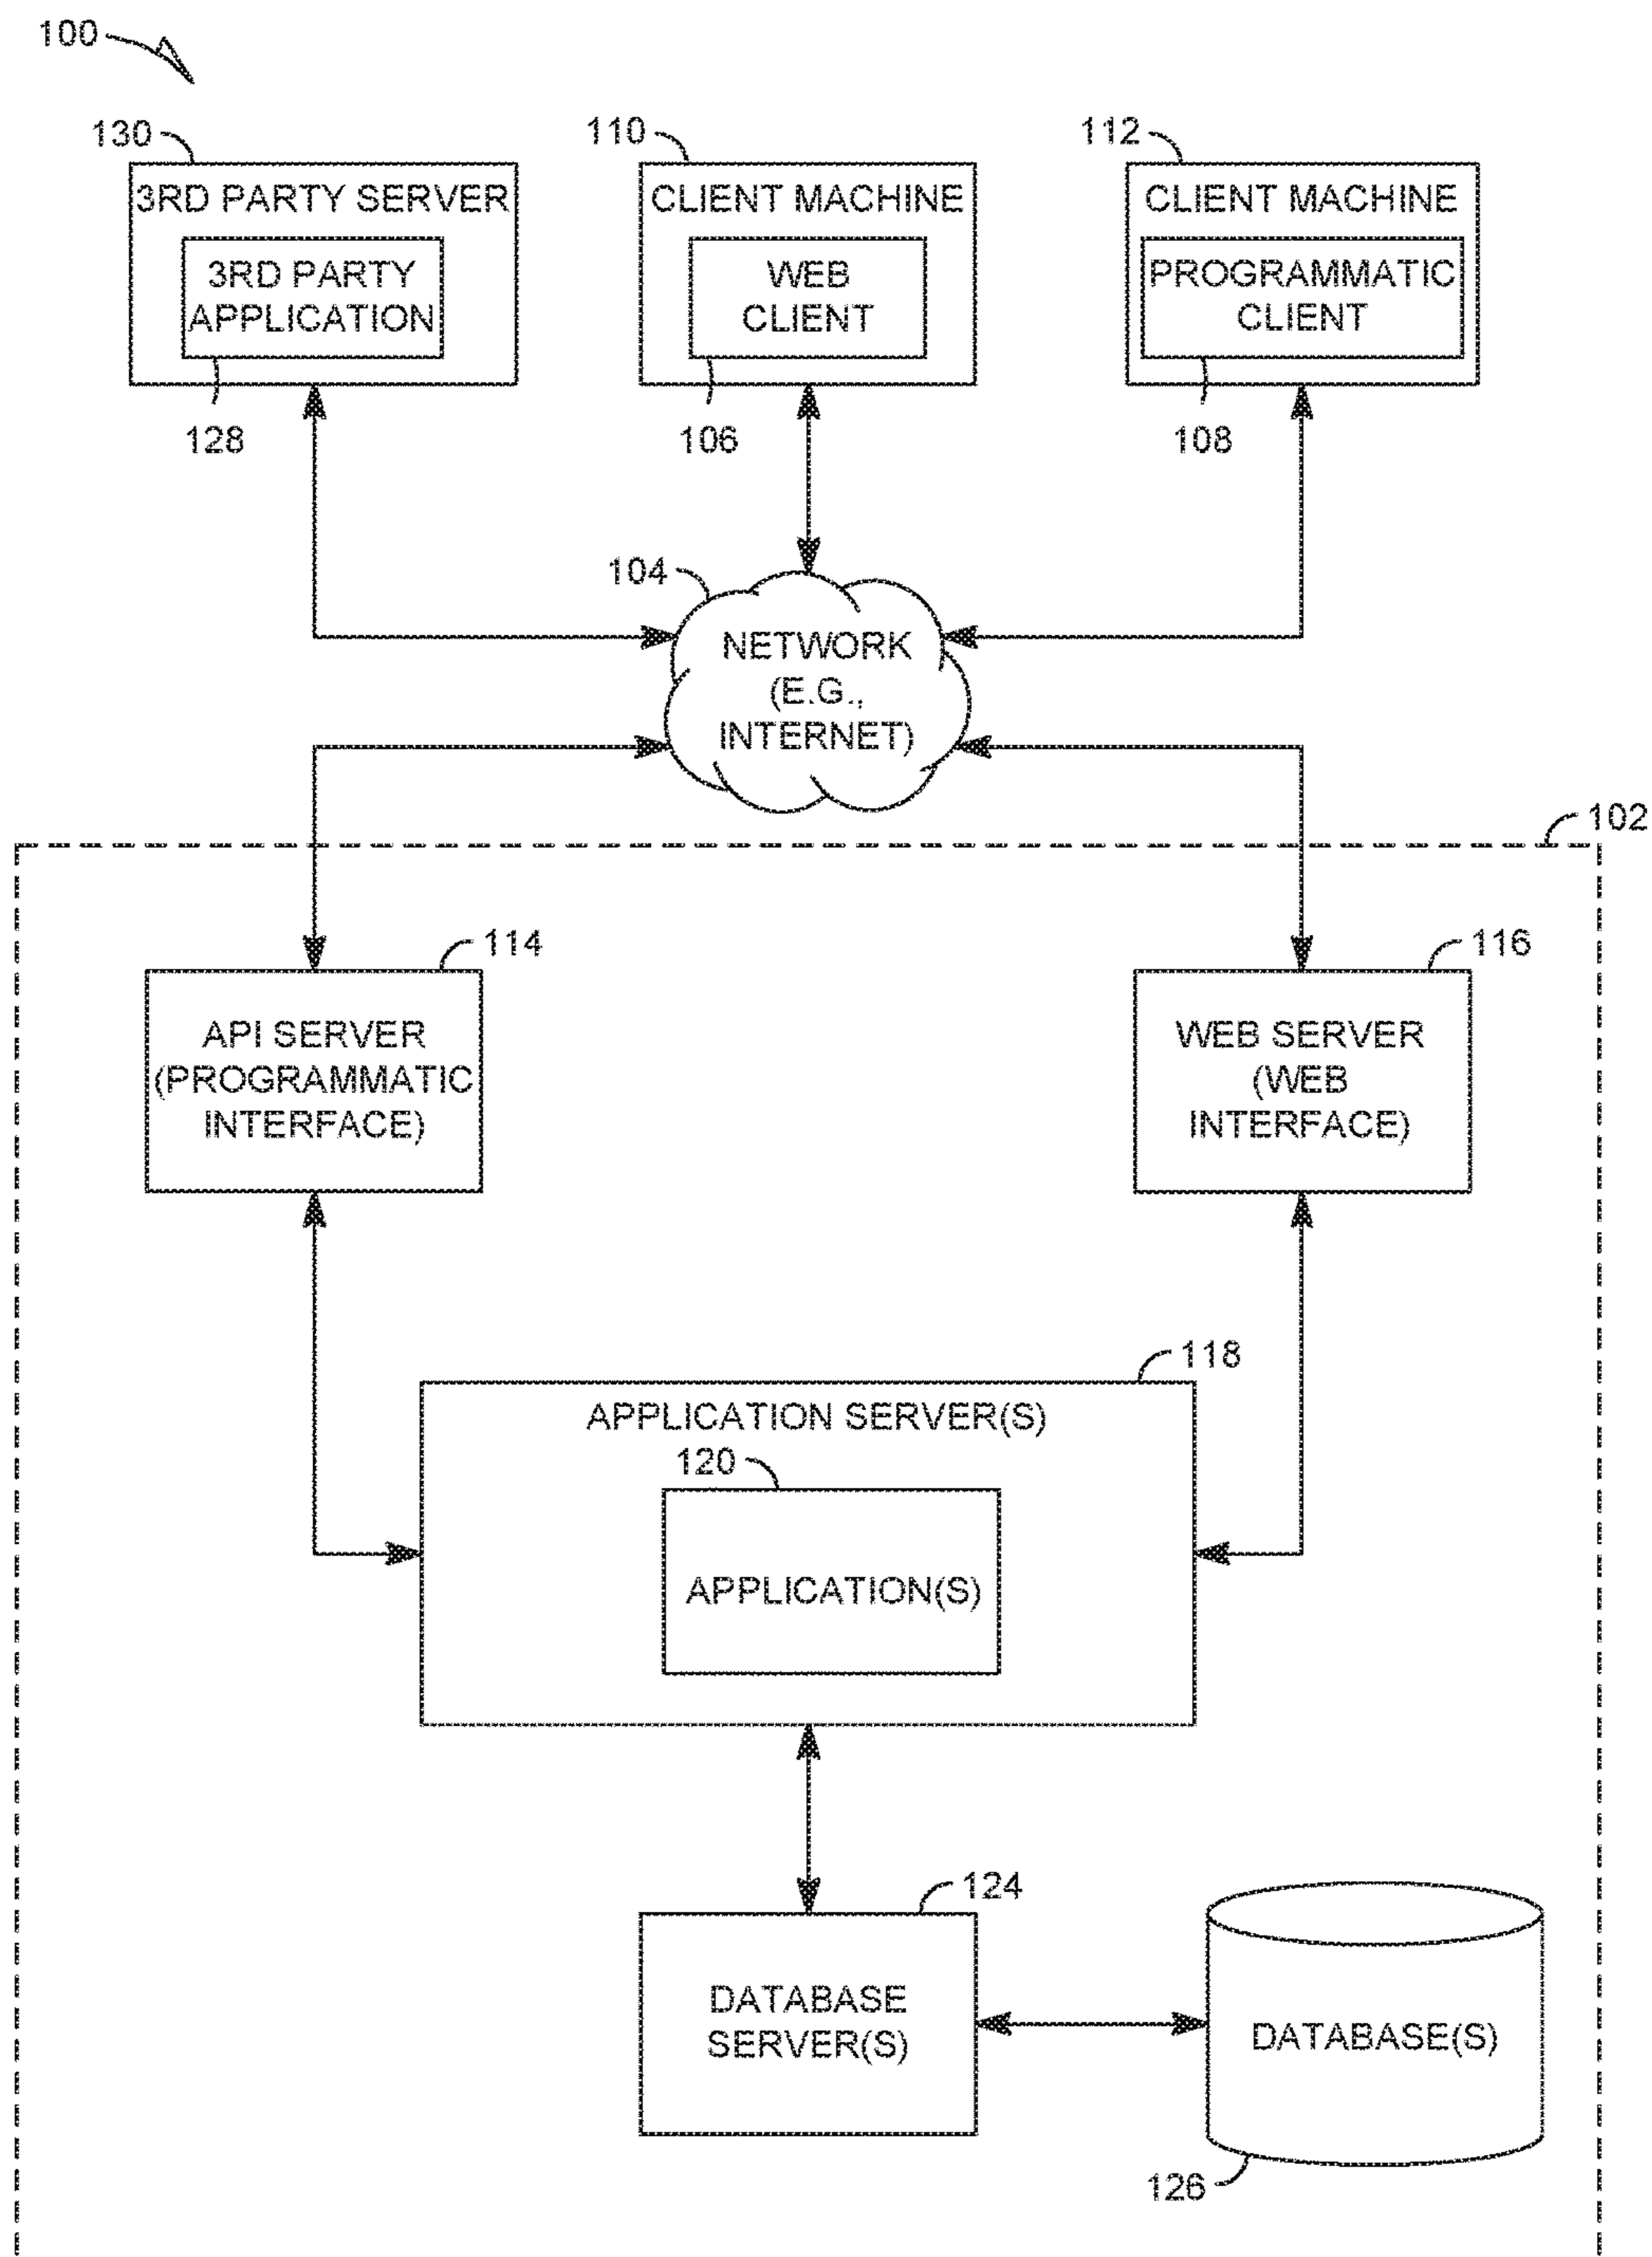 100
130
110
112
3RD PARTY SERVER
CLIENT MACHINE
CLIENT MACHINE
3RD PARTY
APPLICATION
WEB
CLIENT
PROGRAMMATIC
CLIENT
128
106
108
104
NETWORK
(E.G.,
INTERNET)
102
114
116
API SERVER
(PROGRAMMATIC
INTERFACE)
WEB SERVER
(WEB
INTERFACE)
118
APPLICATION SERVER(S)
120
APPLICATION(S)
124
DATABASE
SERVER(S)
DATABASE(S)
126